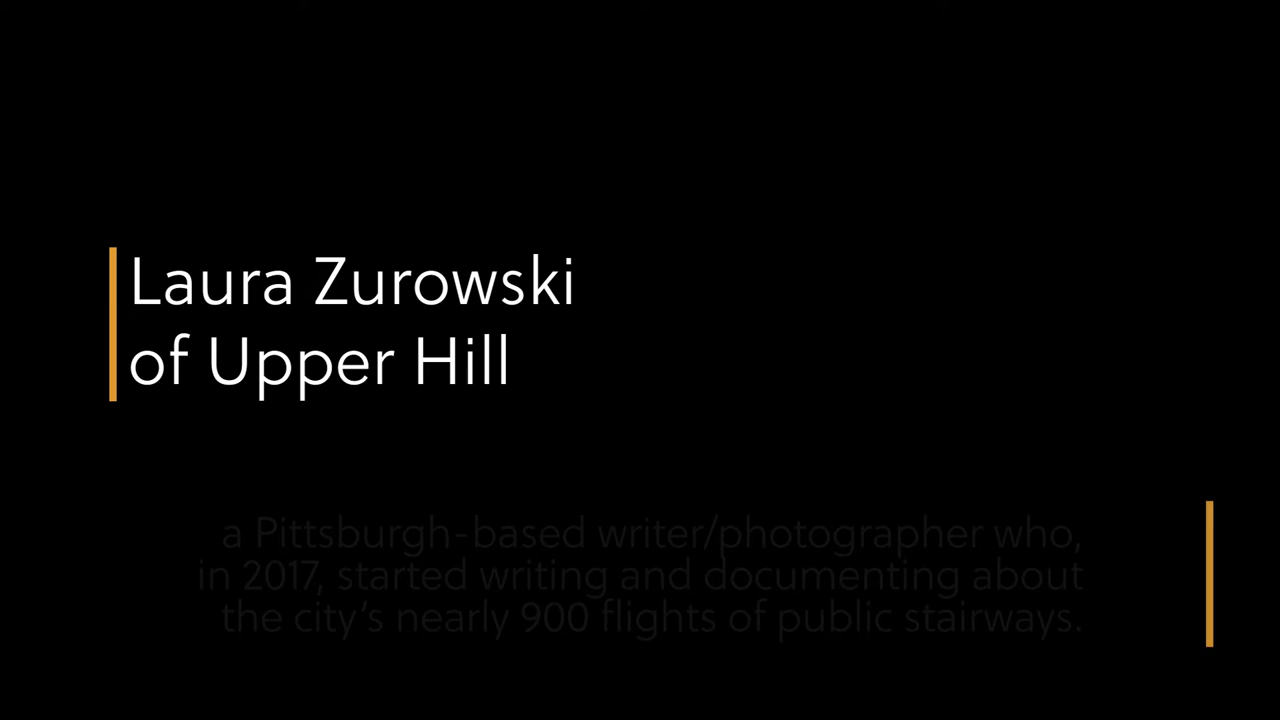 Laura Zurowski
of Upper Hill
a Pittsburgh-based writer/photographer who,
in 2017, started writing and documenting about
the city's nearly 900 flights of public stairways.